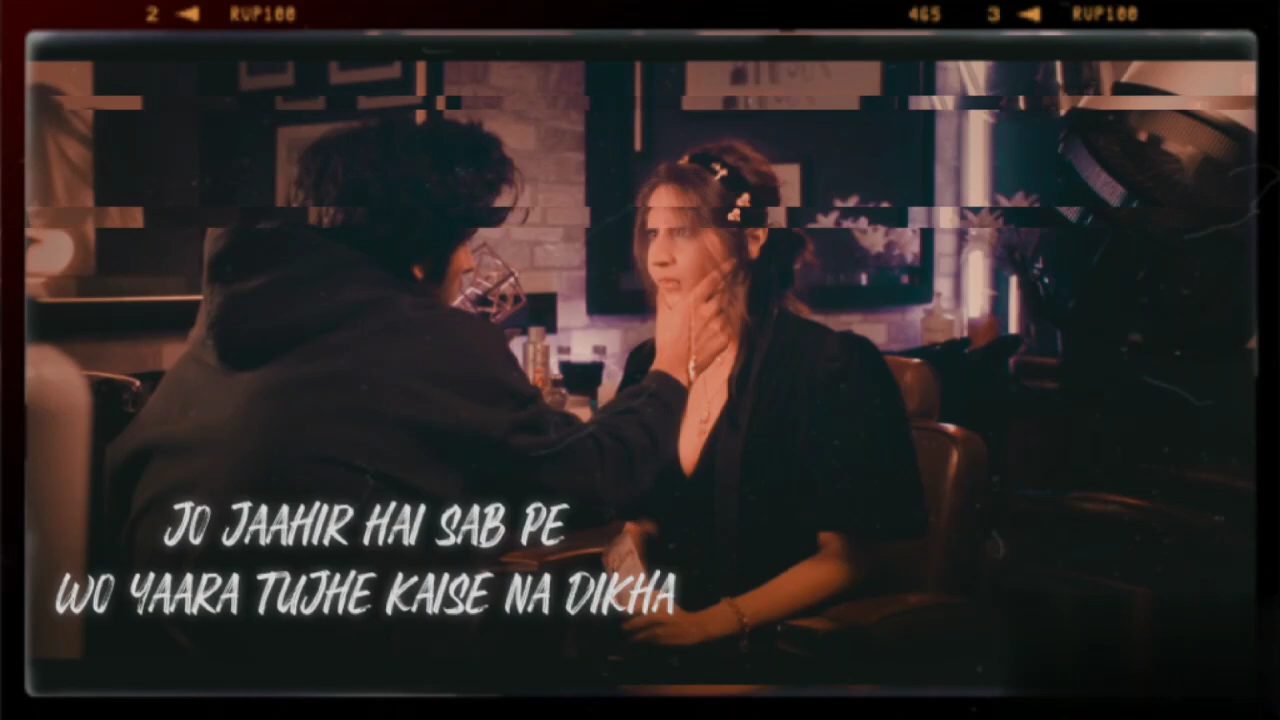 2 ◄ RVP100 465 3 ◄ RVP100
JO JAAHIR HAI SAB PE
WO YAARA TUJHE KAISE NA DIKHA